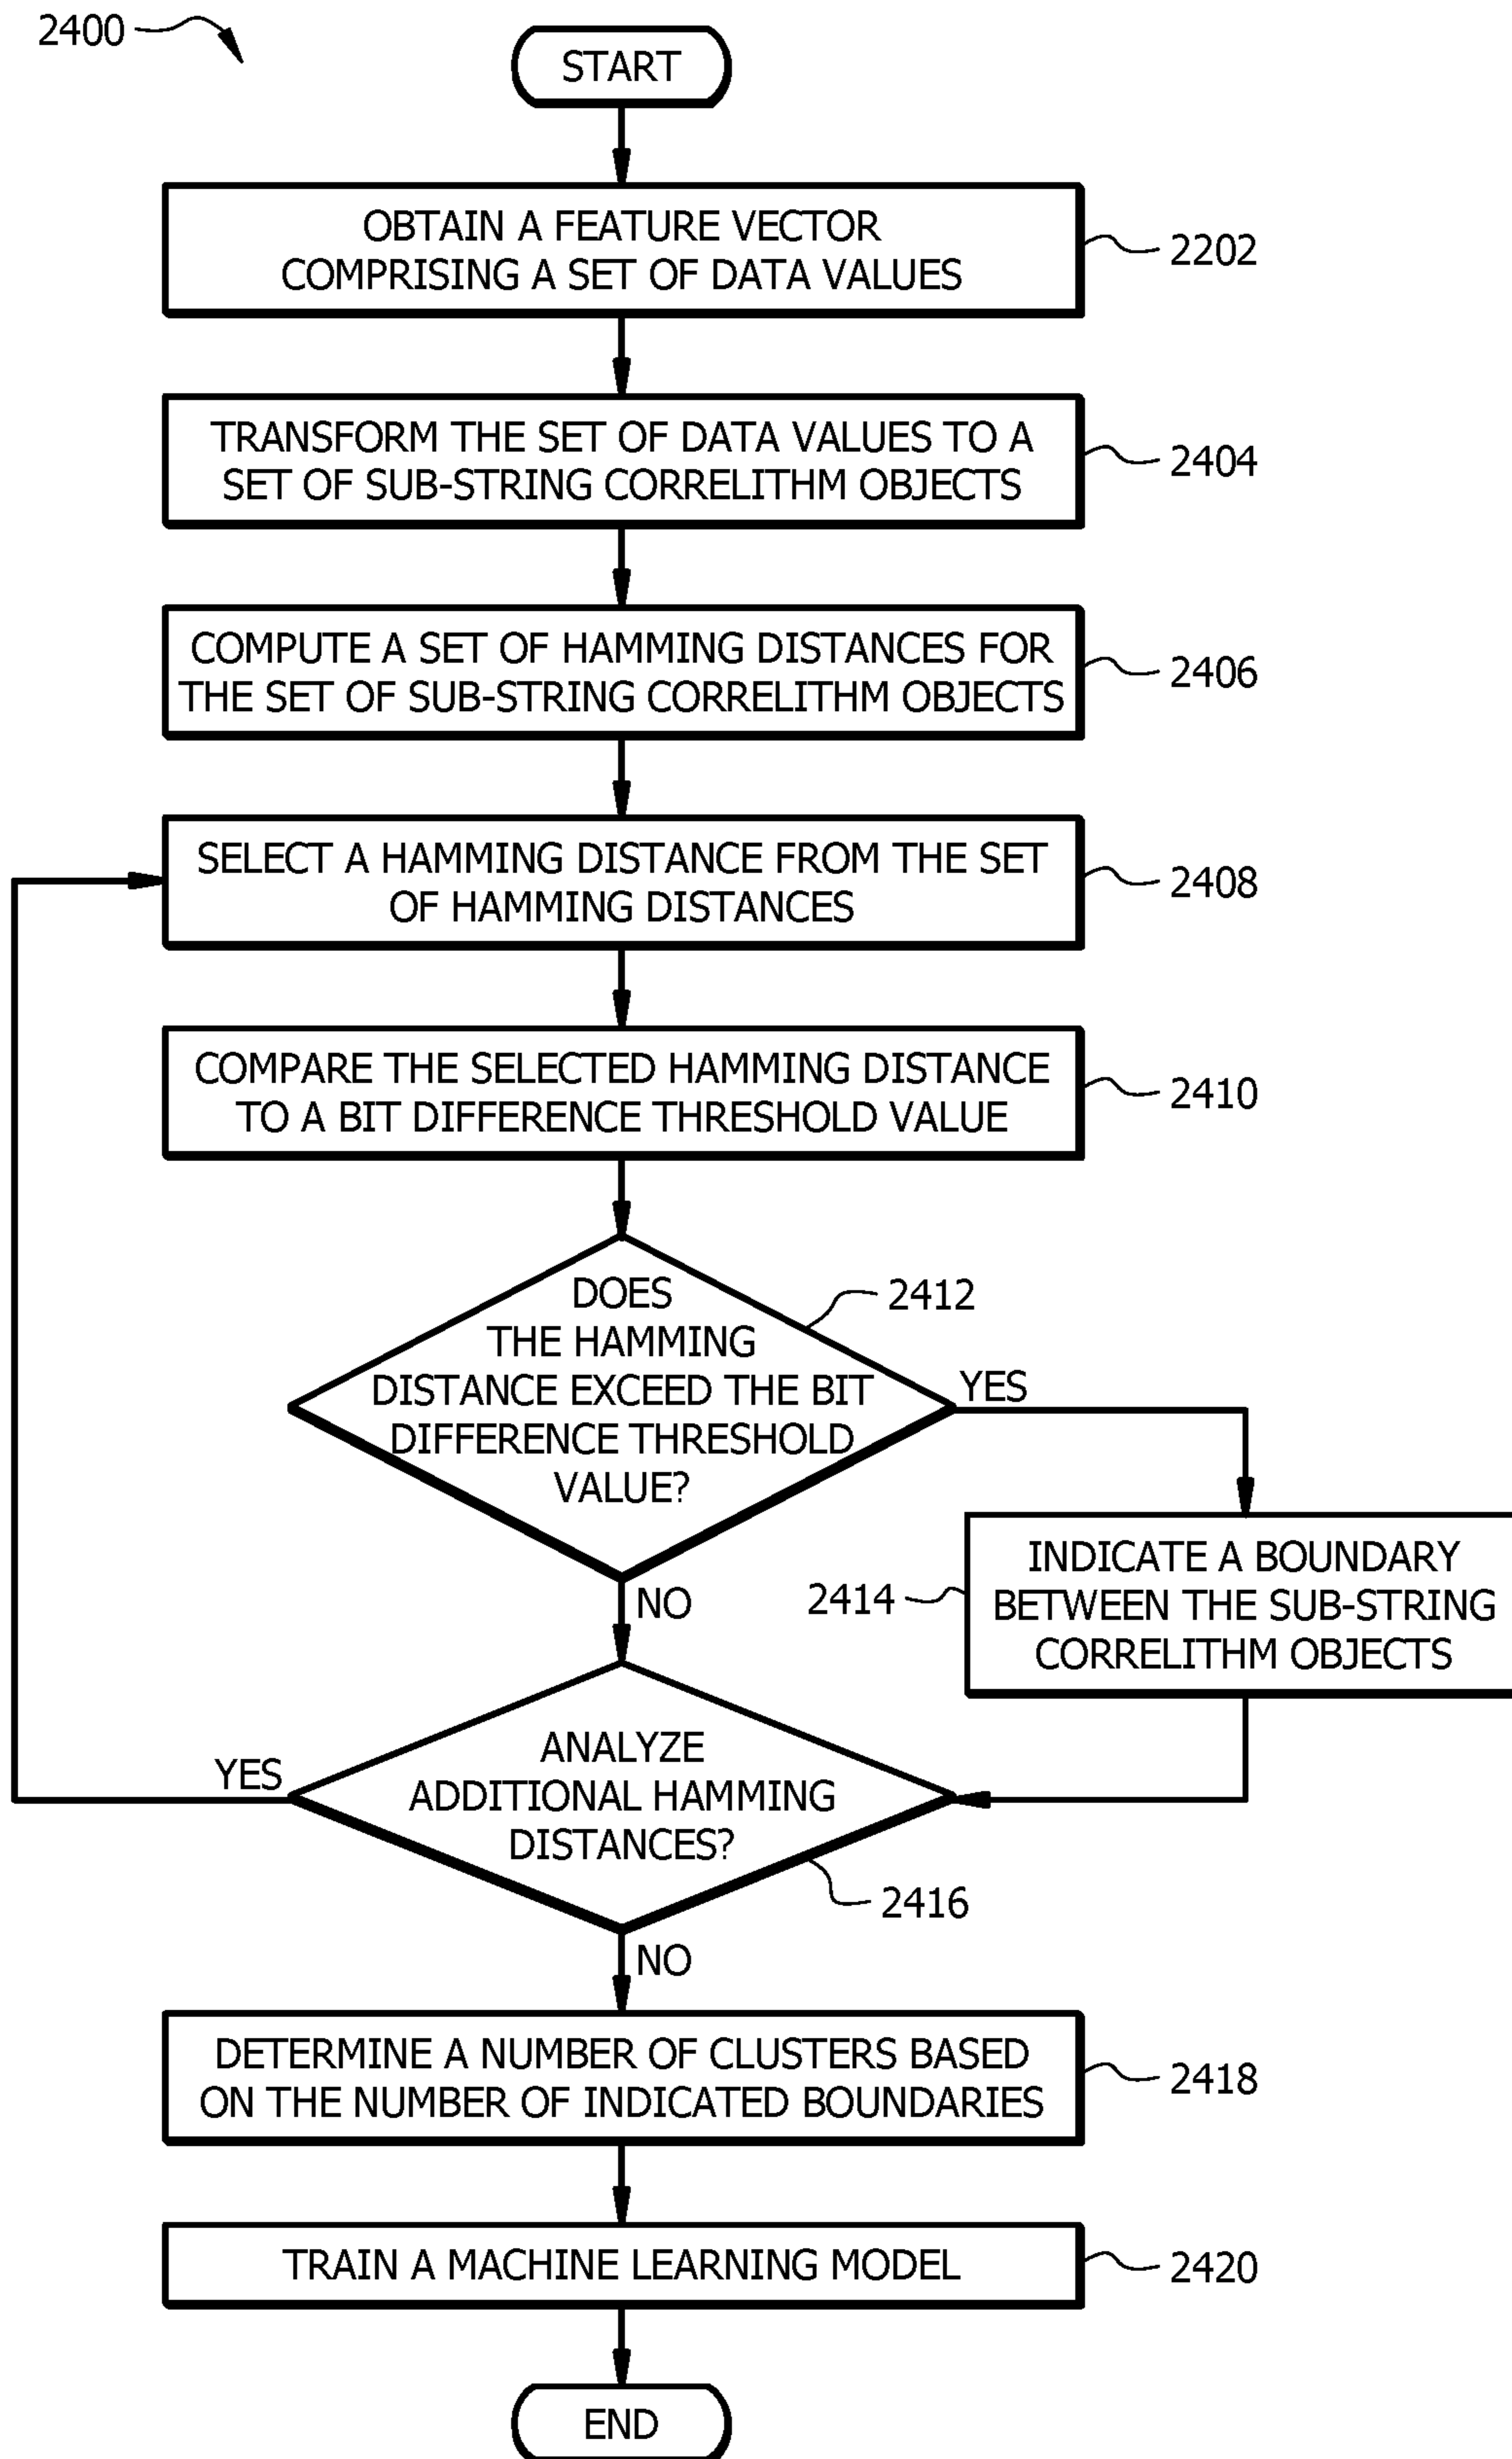 2400
START
OBTAIN A FEATURE VECTOR
COMPRISING A SET OF DATA VALUES
2202
TRANSFORM THE SET OF DATA VALUES TO A
SET OF SUB-STRING CORRELITHM OBJECTS
2404
COMPUTE A SET OF HAMMING DISTANCES FOR
THE SET OF SUB-STRING CORRELITHM OBJECTS
2406
SELECT A HAMMING DISTANCE FROM THE SET
OF HAMMING DISTANCES
2408
COMPARE THE SELECTED HAMMING DISTANCE
TO A BIT DIFFERENCE THRESHOLD VALUE
2410
DOES
THE HAMMING
DISTANCE EXCEED THE BIT
DIFFERENCE THRESHOLD
VALUE?
2412
YES
NO
INDICATE A BOUNDARY
BETWEEN THE SUB-STRING
CORRELITHM OBJECTS
2414
ANALYZE
ADDITIONAL HAMMING
DISTANCES?
YES
2416
NO
DETERMINE A NUMBER OF CLUSTERS BASED
ON THE NUMBER OF INDICATED BOUNDARIES
2418
TRAIN A MACHINE LEARNING MODEL
2420
END